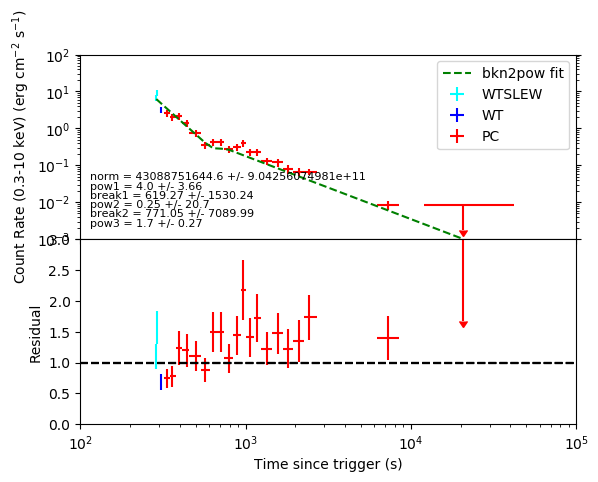 Count Rate (0.3-10 keV) (erg cm⁻² s⁻¹)
10²
10¹
10⁰
10⁻¹
10⁻²
10⁻³
bkn2pow fit
WTSLEW
WT
PC
norm = 43088751644.6 +/- 9.04256074981e+11
pow1 = 4.0 +/- 3.66
break1 = 619.27 +/- 1530.24
pow2 = 0.25 +/- 20.7
break2 = 771.05 +/- 7089.99
pow3 = 1.7 +/- 0.27
Residual
3.0
2.5
2.0
1.5
1.0
0.5
0.0
10² 10³ 10⁴ 10⁵
Time since trigger (s)